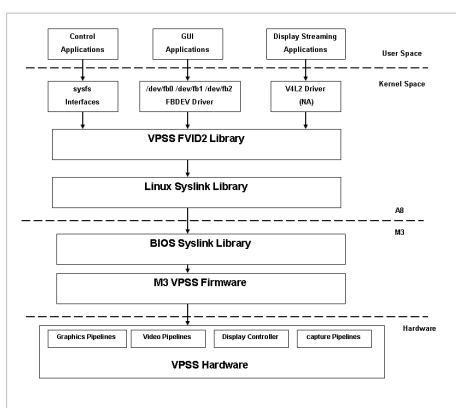 Control
Applications
GUI
Applications
Display Streaming
Applications
User Space
Kernel Space
sysfs
Interfaces
/dev/fb0 /dev/fb1 /dev/fb2
FBDEV Driver
V4L2 Driver
(NA)
VPSS FVID2 Library
Linux Syslink Library
A8
M3
BIOS Syslink Library
M3 VPSS Firmware
Hardware
Graphics Pipelines
Video Pipelines
Display Controller
capture Pipelines
VPSS Hardware